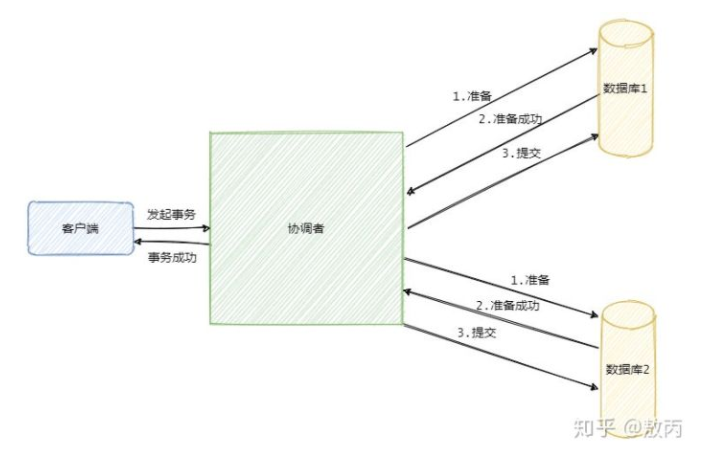 数据库1
1.准备
2.准备成功
3.提交
客户端
发起事务
事务成功
协调者
1.准备
2.准备成功
3.提交
数据库2
知乎 @敖丙